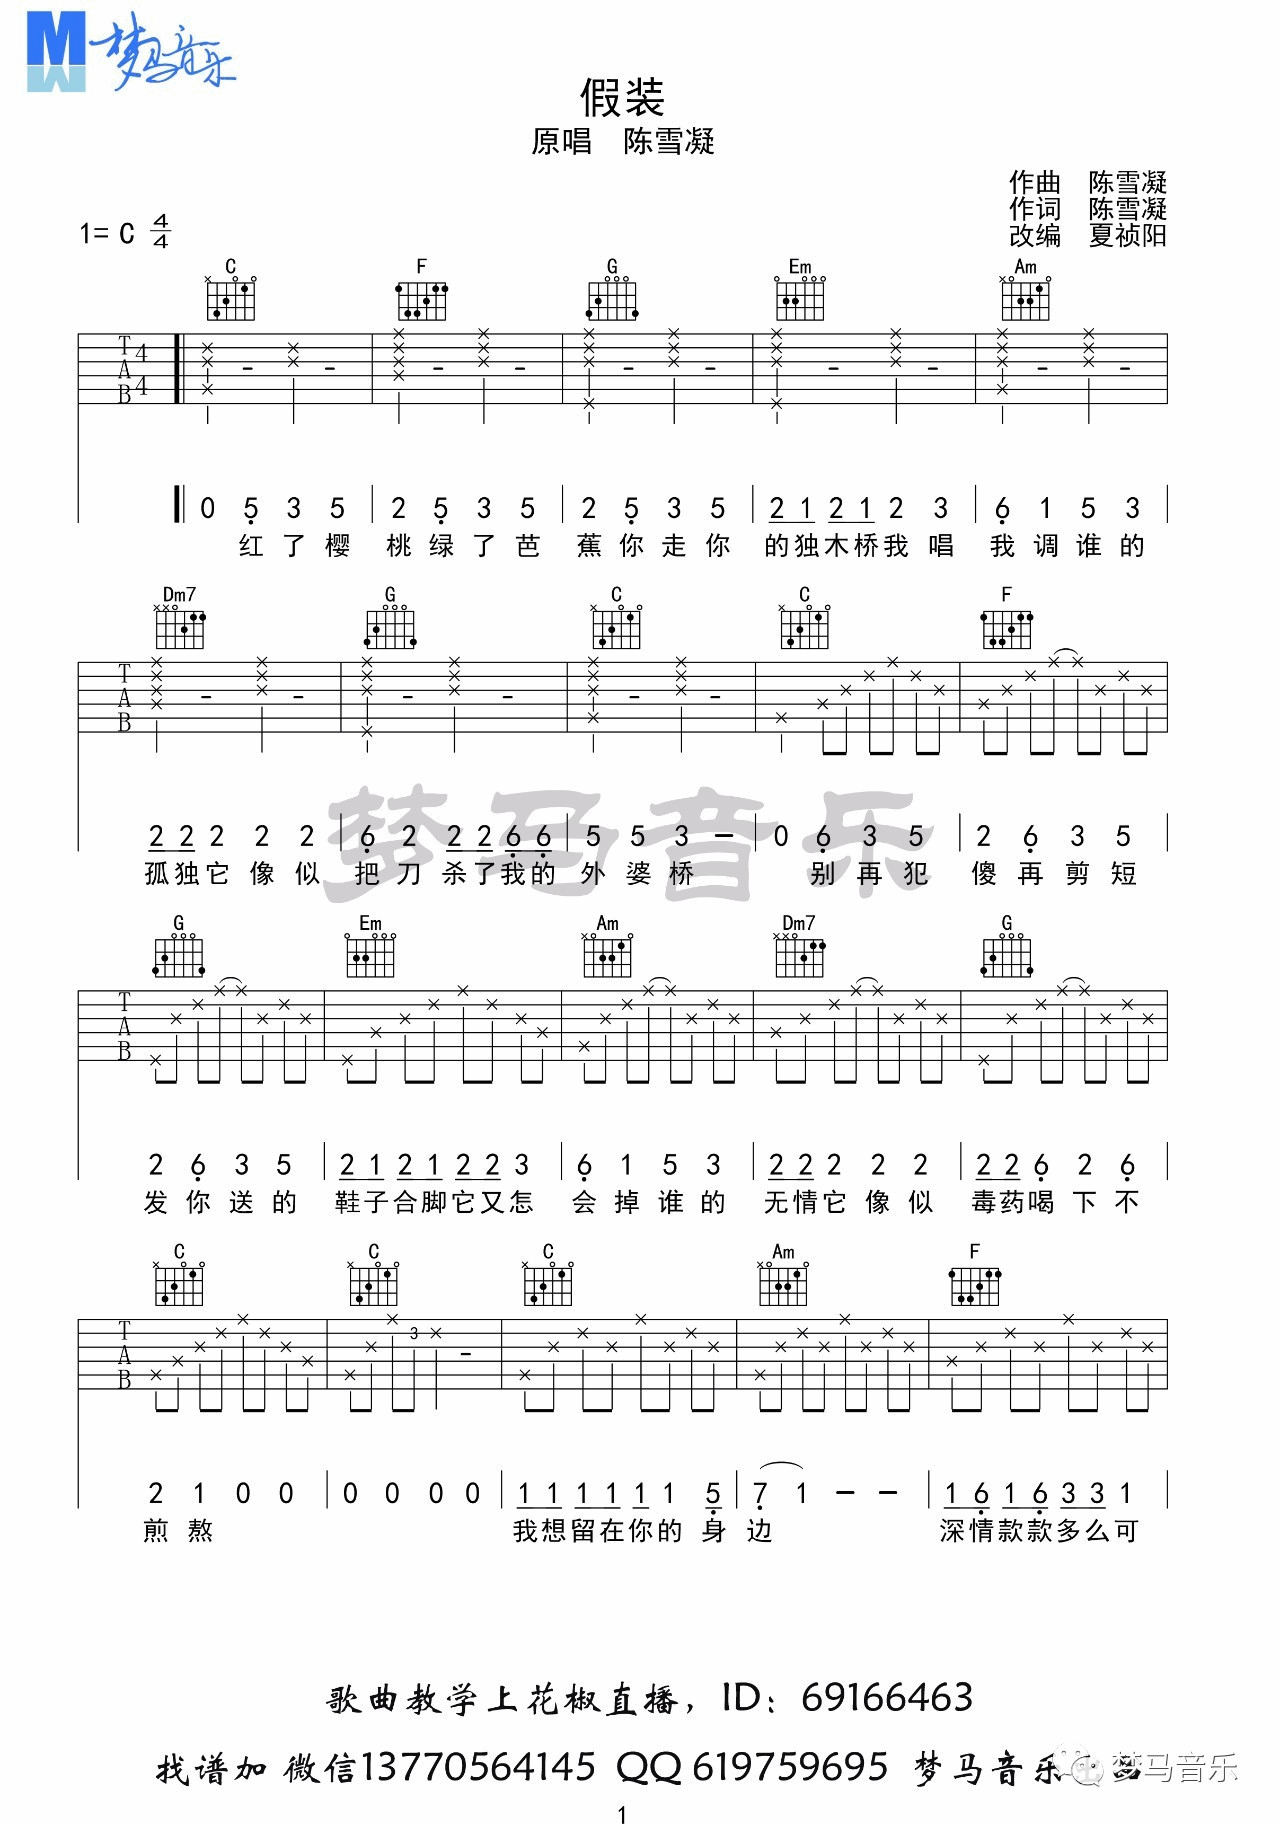 M 梦马音乐
假装
原唱 陈雪凝
作曲 陈雪凝
作词 陈雪凝
改编 夏祯阳
1= C 4/4
C F G Em Am
T A B 4 4
0 5 3 5 2 5 3 5 2 5 3 5 2 1 2 1 2 3 6 1 5 3
红了樱 桃绿了芭 蕉你走你 的独木桥我唱 我调谁的
Dm7 G C C F
T A B
2 2 2 2 2 6 2 2 2 6 6 5 5 3 — 0 6 3 5 2 6 3 5
孤独它像似 把刀杀了我的 外婆桥 别再犯 傻再剪短
梦马音乐
G Em Am Dm7 G
T A B
2 6 3 5 2 1 2 1 2 2 3 6 1 5 3 2 2 2 2 2 2 2 6 2 6
发你送的 鞋子合脚它又怎 会掉谁的 无情它像似 毒药喝下不
C C C Am F
T A B 3
2 1 0 0 0 0 0 0 1 1 1 1 1 1 1 5 7 1 — — 1 6 1 6 3 3 1
煎熬 我想留在你的身 边 深情款款多么可
歌曲教学上花椒直播，ID：69166463
找谱加 微信13770564145 QQ 619759695 梦马音乐
梦马音乐
1